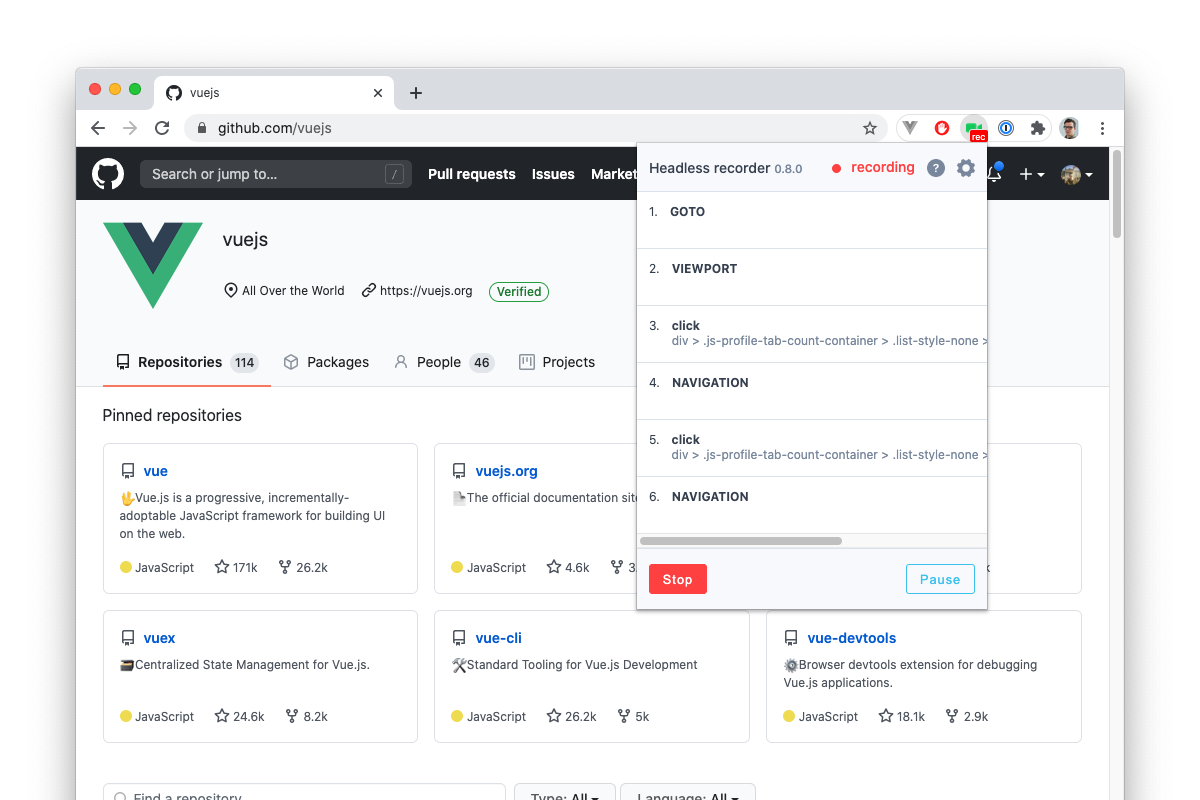 vuejs
github.com/vuejs
rec
Search or jump to...
/
Pull requests
Issues
Market
Headless recorder 0.8.0
recording
?
1. GOTO
2. VIEWPORT
3. click
div > .js-profile-tab-count-container > .list-style-none >
4. NAVIGATION
5. click
div > .js-profile-tab-count-container > .list-style-none >
6. NAVIGATION
Stop
Pause
vuejs
All Over the World
https://vuejs.org
Verified
Repositories 114
Packages
People 46
Projects
Pinned repositories
vue
Vue.js is a progressive, incrementally-
adoptable JavaScript framework for building UI
on the web.
JavaScript 171k 26.2k
vuejs.org
The official documentation site
JavaScript 4.6k 3.
k
vuex
Centralized State Management for Vue.js.
JavaScript 24.6k 8.2k
vue-cli
Standard Tooling for Vue.js Development
JavaScript 26.2k 5k
vue-devtools
Browser devtools extension for debugging
Vue.js applications.
JavaScript 18.1k 2.9k
Find a repository
Type: All
Language: All